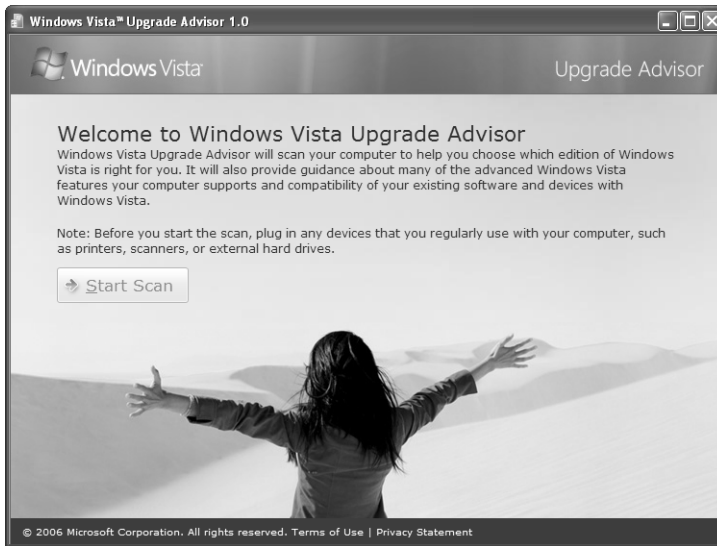 Windows Vista™ Upgrade Advisor 1.0
Windows Vista™
Upgrade Advisor
Welcome to Windows Vista Upgrade Advisor
Windows Vista Upgrade Advisor will scan your computer to help you choose which edition of Windows
Vista is right for you. It will also provide guidance about many of the advanced Windows Vista
features your computer supports and compatibility of your existing software and devices with
Windows Vista.
Note: Before you start the scan, plug in any devices that you regularly use with your computer, such
as printers, scanners, or external hard drives.
Start Scan
© 2006 Microsoft Corporation. All rights reserved. Terms of Use | Privacy Statement